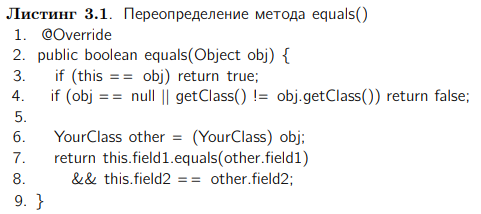 Листинг 3.1. Переопределение метода equals()
1. @Override
2. public boolean equals(Object obj) {
3. if (this == obj) return true;
4. if (obj == null || getClass() != obj.getClass()) return false;
5.
6. YourClass other = (YourClass) obj;
7. return this.field1.equals(other.field1)
8. && this.field2 == other.field2;
9. }